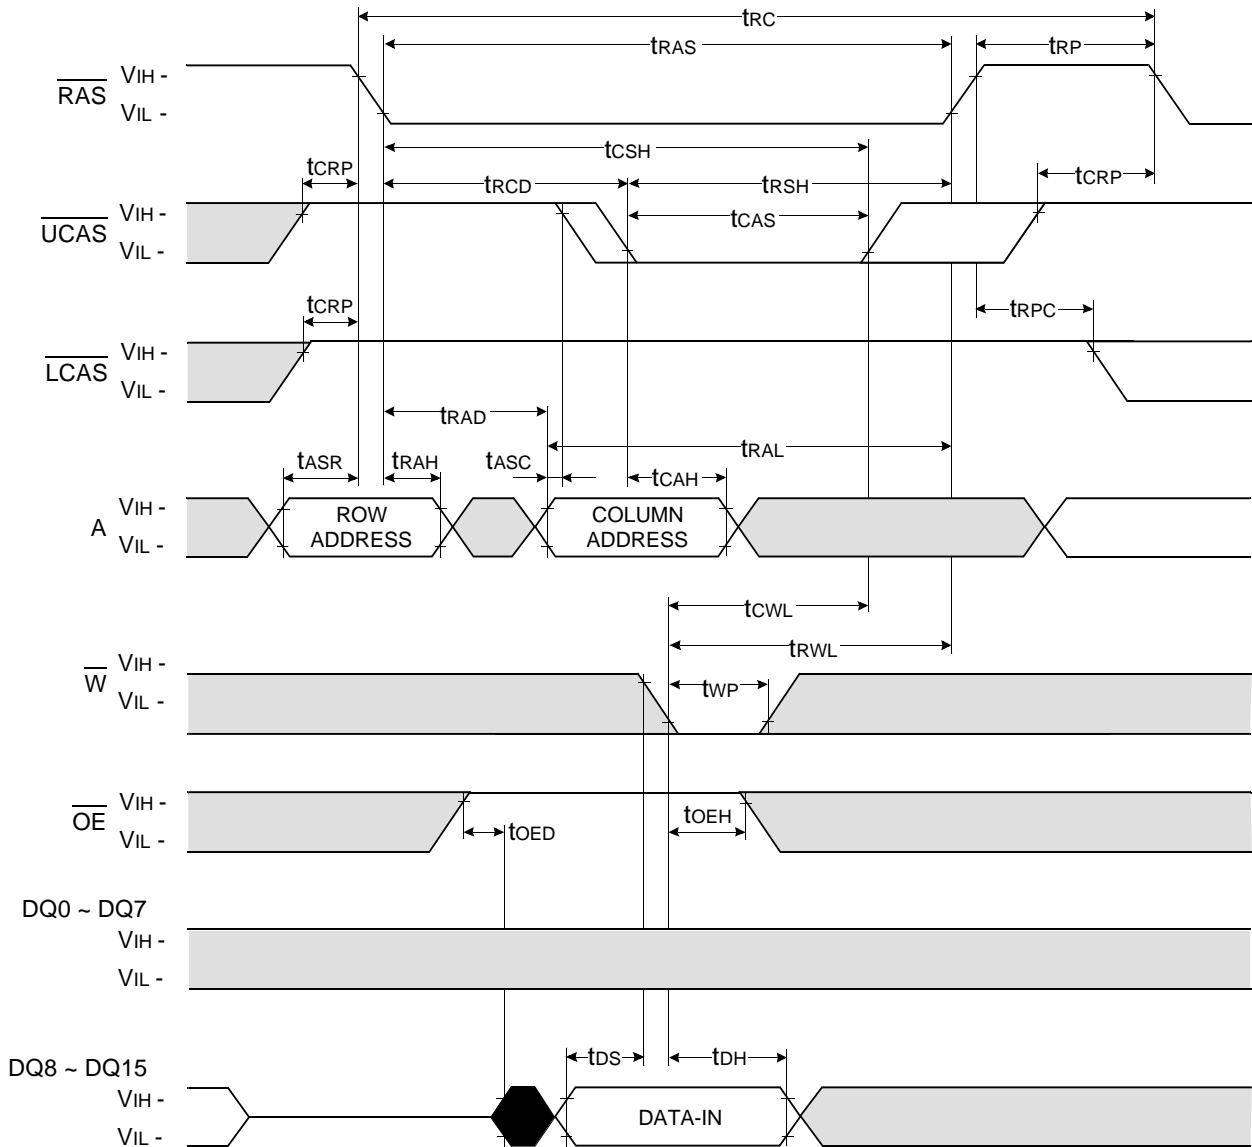 tRC
tRAS
tRP
RAS
VIH -
VIL -
tCSH
tCRP
tRCD
tRSH
tCRP
UCAS
VIH -
VIL -
tCAS
tCRP
tRPC
LCAS
VIH -
VIL -
tRAD
tRAL
tASR
tRAH
tASC
tCAH
A
VIH -
VIL -
ROW
ADDRESS
COLUMN
ADDRESS
tCWL
tRWL
W
VIH -
VIL -
tWP
OE
VIH -
VIL -
tOED
tOEH
DQ0 ~ DQ7
VIH -
VIL -
tDS
tDH
DQ8 ~ DQ15
VIH -
VIL -
DATA-IN